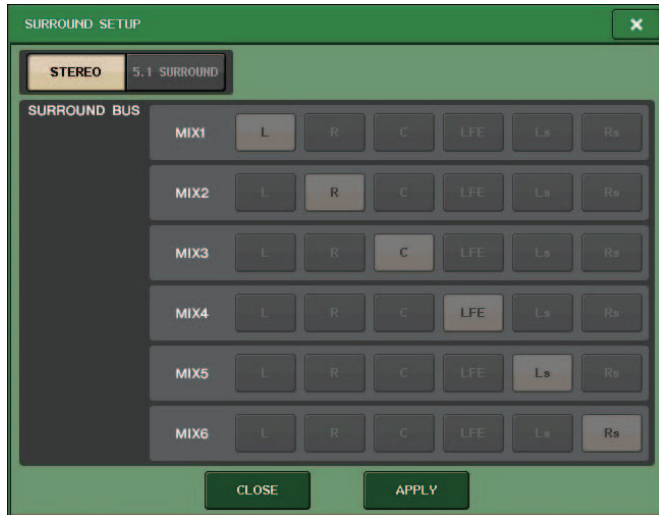 SURROUND SETUP ×
STEREO 5.1 SURROUND
SURROUND BUS
MIX1 L R C LFE Ls Rs
MIX2 L R C LFE Ls Rs
MIX3 L R C LFE Ls Rs
MIX4 L R C LFE Ls Rs
MIX5 L R C LFE Ls Rs
MIX6 L R C LFE Ls Rs
CLOSE APPLY